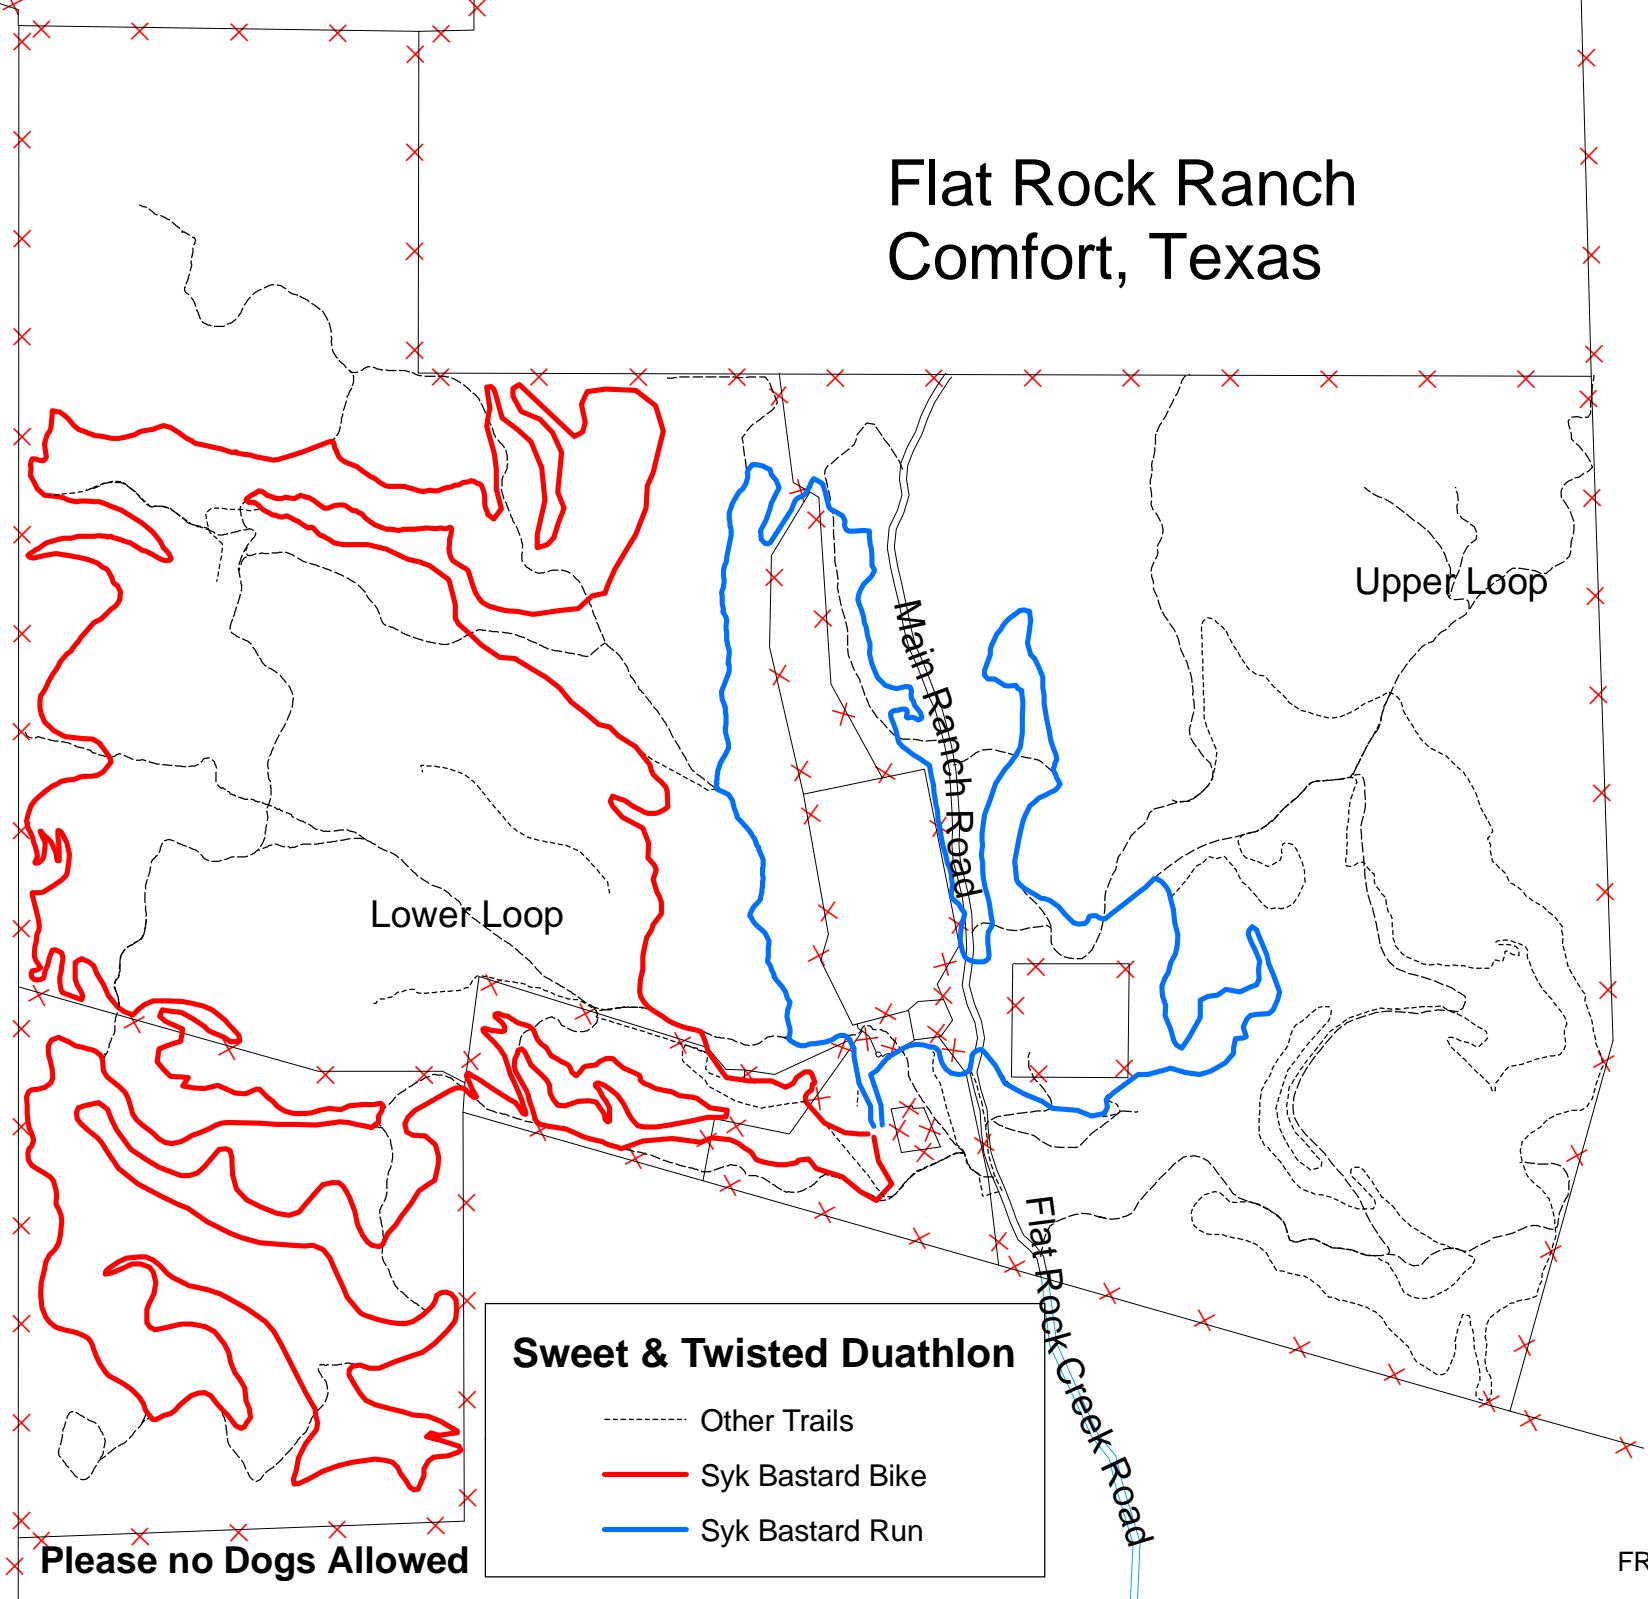 Flat Rock Ranch
Comfort, Texas
Upper Loop
Main Ranch Road
Lower Loop
Flat Rock Creek Road
Sweet & Twisted Duathlon
Other Trails
Syk Bastard Bike
Syk Bastard Run
Please no Dogs Allowed
FR